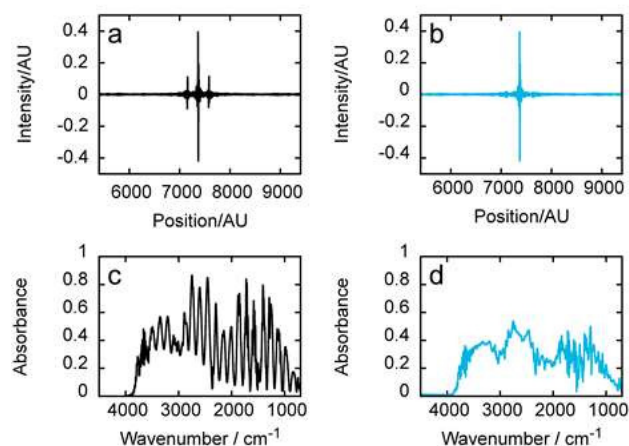 a
b
0.4
0.2
0
-0.2
-0.4
Intensity/AU
6000 7000 8000 9000
Position/AU
0.4
0.2
0
-0.2
-0.4
Intensity/AU
6000 7000 8000 9000
Position/AU
c
d
1
0.8
0.6
0.4
0.2
0
Absorbance
4000 3000 2000 1000
Wavenumber / cm⁻¹
1
0.8
0.6
0.4
0.2
0
Absorbance
4000 3000 2000 1000
Wavenumber / cm⁻¹